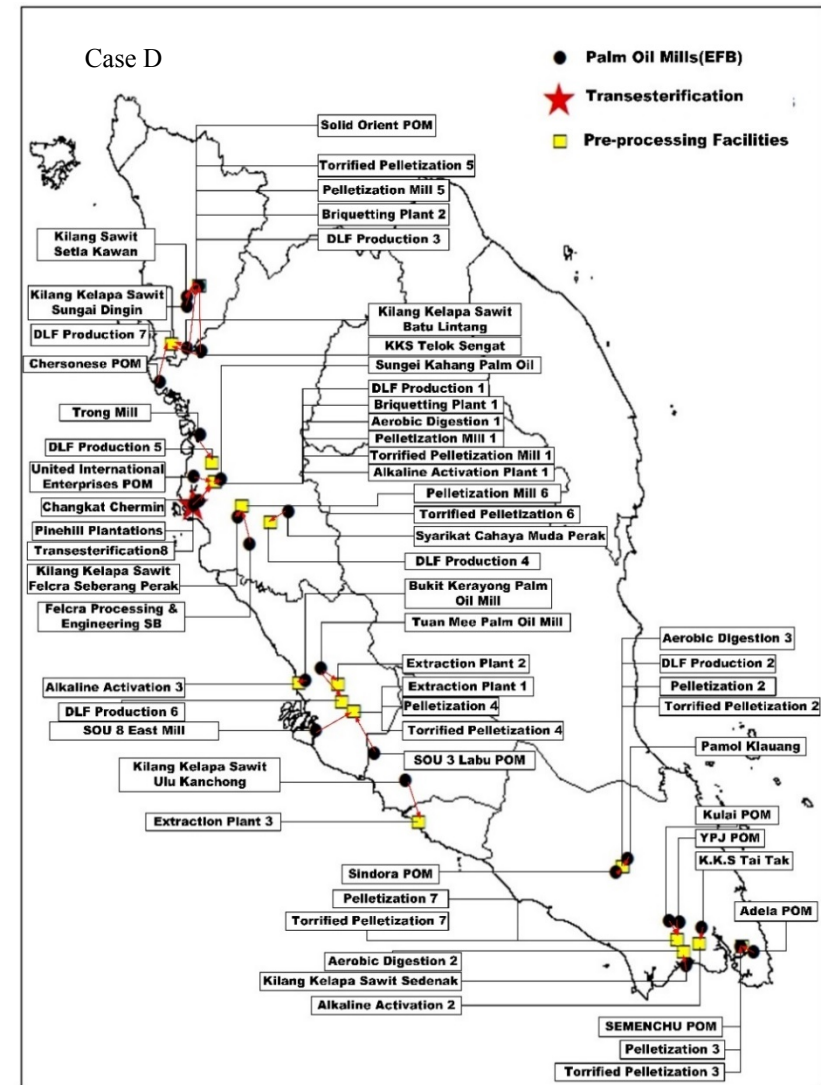 Case D
Palm Oil Mills(EFB)
Transesterification
Pre-processing Facilities
Solid Orient POM
Torrified Pelletization 5
Pelletization Mill 5
Briquetting Plant 2
DLF Production 3
Kilang Sawit
Setia Kawan
Kilang Kelapa Sawit
Sungai Dingin
DLF Production 7
Chersonese POM
Kilang Kelapa Sawit
Batu Lintang
KKS Telok Sengat
Sungei Kahang Palm Oil
DLF Production 1
Briquetting Plant 1
Aerobic Digestion 1
Pelletization Mill 1
Torrified Pelletization Mill 1
Alkaline Activation Plant 1
Trong Mill
DLF Production 5
United International
Enterprises POM
Changkat Chermin
Pinehill Plantations
Transesterification8
Kilang Kelapa Sawit
Felcra Seberang Perak
Felcra Processing &
Engineering SB
Pelletization Mill 6
Torrified Pelletization 6
Syarikat Cahaya Muda Perak
DLF Production 4
Bukit Kerayong Palm
Oil Mill
Tuan Mee Palm Oil Mill
Extraction Plant 2
Extraction Plant 1
Pelletization 4
Torrified Pelletization 4
SOU 3 Labu POM
Alkaline Activation 3
DLF Production 6
SOU 8 East Mill
Kilang Kelapa Sawit
Ulu Kanchong
Extraction Plant 3
Aerobic Digestion 3
DLF Production 2
Pelletization 2
Torrified Pelletization 2
Pamol Klauang
Kulai POM
YPJ POM
K.K.S Tai Tak
Adela POM
Sindora POM
Pelletization 7
Torrified Pelletization 7
Aerobic Digestion 2
Kilang Kelapa Sawit Sedenak
Alkaline Activation 2
SEMENCHU POM
Pelletization 3
Torrified Pelletization 3